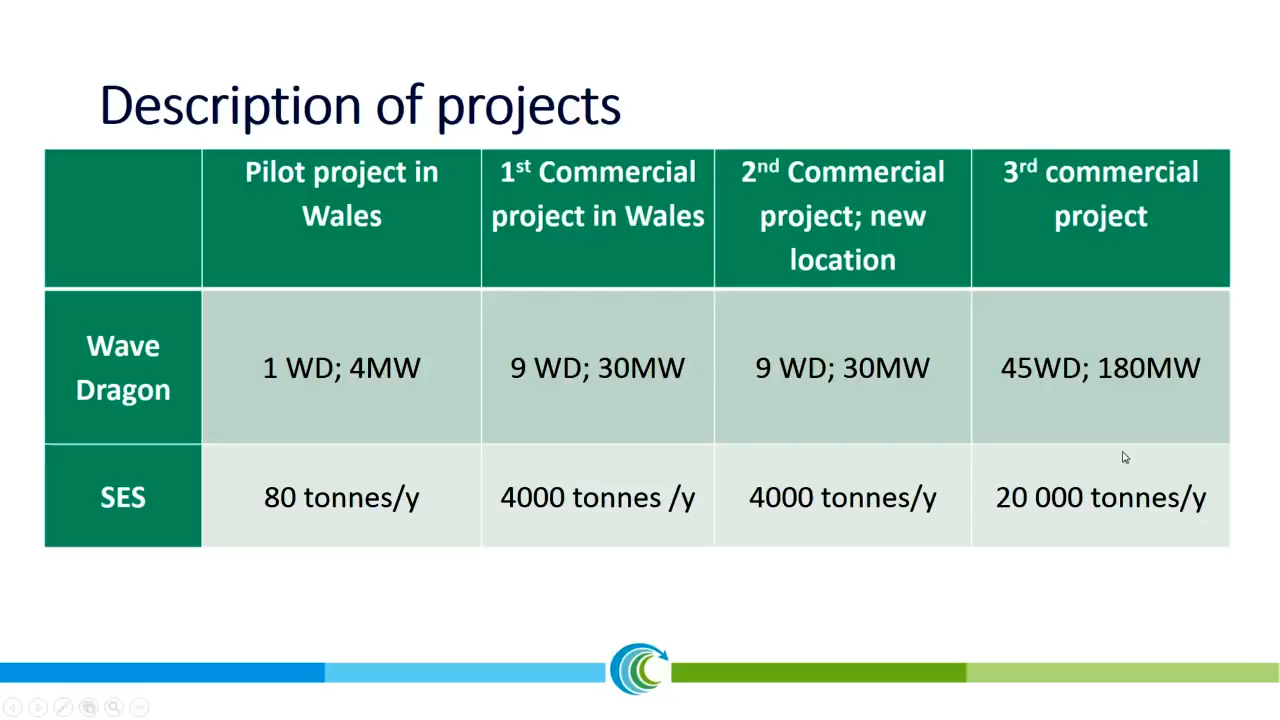 Description of projects
Pilot project in
Wales
1st Commercial
project in Wales
2nd Commercial
project; new
location
3rd commercial
project
Wave
Dragon
1 WD; 4MW
9 WD; 30MW
9 WD; 30MW
45WD; 180MW
SES
80 tonnes/y
4000 tonnes /y
4000 tonnes/y
20 000 tonnes/y